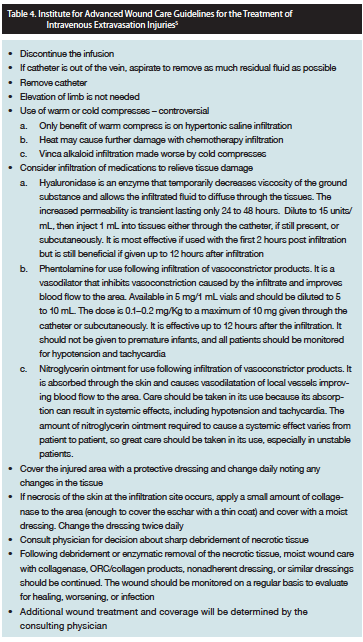 Table 4. Institute for Advanced Wound Care Guidelines for the Treatment of
Intravenous Extravasation Injuries⁵
• Discontinue the infusion
• If catheter is out of the vein, aspirate to remove as much residual fluid as possible
• Remove catheter
• Elevation of limb is not needed
• Use of warm or cold compresses – controversial
a. Only benefit of warm compress is on hypertonic saline infiltration
b. Heat may cause further damage with chemotherapy infiltration
c. Vinca alkaloid infiltration made worse by cold compresses
• Consider infiltration of medications to relieve tissue damage
a. Hyaluronidase is an enzyme that temporarily decreases viscosity of the ground
substance and allows the infiltrated fluid to diffuse through the tissues. The
increased permeability is transient lasting only 24 to 48 hours. Dilute to 15 units/
mL, then inject 1 mL into tissues either through the catheter, if still present, or
subcutaneously. It is most effective if used with the first 2 hours post infiltration
but is still beneficial if given up to 12 hours after infiltration
b. Phentolamine for use following infiltration of vasoconstrictor products. It is a
vasodilator that inhibits vasoconstriction caused by the infiltrate and improves
blood flow to the area. Available in 5 mg/1 mL vials and should be diluted to 5
to 10 mL. The dose is 0.1–0.2 mg/Kg to a maximum of 10 mg given through the
catheter or subcutaneously. It is effective up to 12 hours after the infiltration. It
should not be given to premature infants, and all patients should be monitored
for hypotension and tachycardia
c. Nitroglycerin ointment for use following infiltration of vasoconstrictor products. It
is absorbed through the skin and causes vasodilatation of local vessels improv-
ing blood flow to the area. Care should be taken in its use because its absorp-
tion can result in systemic effects, including hypotension and tachycardia. The
amount of nitroglycerin ointment required to cause a systemic effect varies from
patient to patient, so great care should be taken in its use, especially in unstable
patients.
• Cover the injured area with a protective dressing and change daily noting any
changes in the tissue
• If necrosis of the skin at the infiltration site occurs, apply a small amount of collage-
nase to the area (enough to cover the eschar with a thin coat) and cover with a moist
dressing. Change the dressing twice daily
• Consult physician for decision about sharp debridement of necrotic tissue
• Following debridement or enzymatic removal of the necrotic tissue, moist wound care
with collagenase, ORC/collagen products, nonadherent dressing, or similar dressings
should be continued. The wound should be monitored on a regular basis to evaluate
for healing, worsening, or infection
• Additional wound treatment and coverage will be determined by the
consulting physician